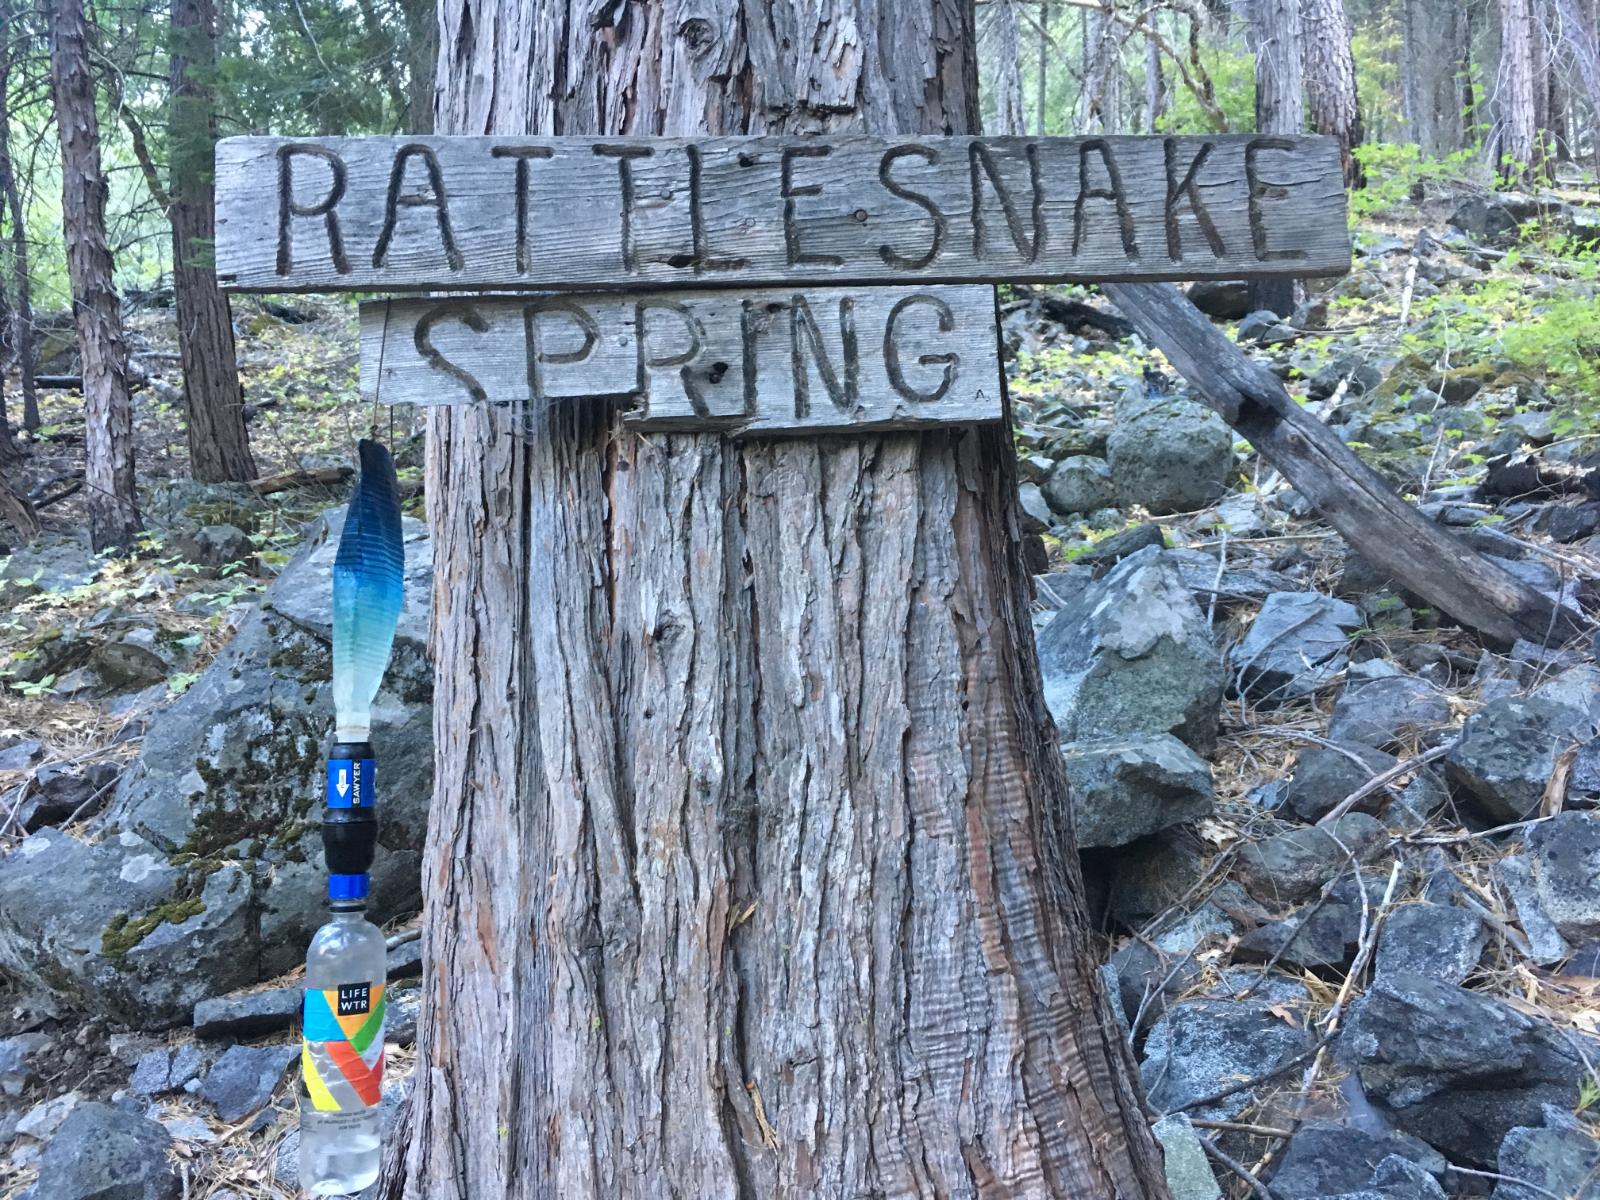 RATTLESNAKE
SPRING
SAWYER
LIFE
WTR